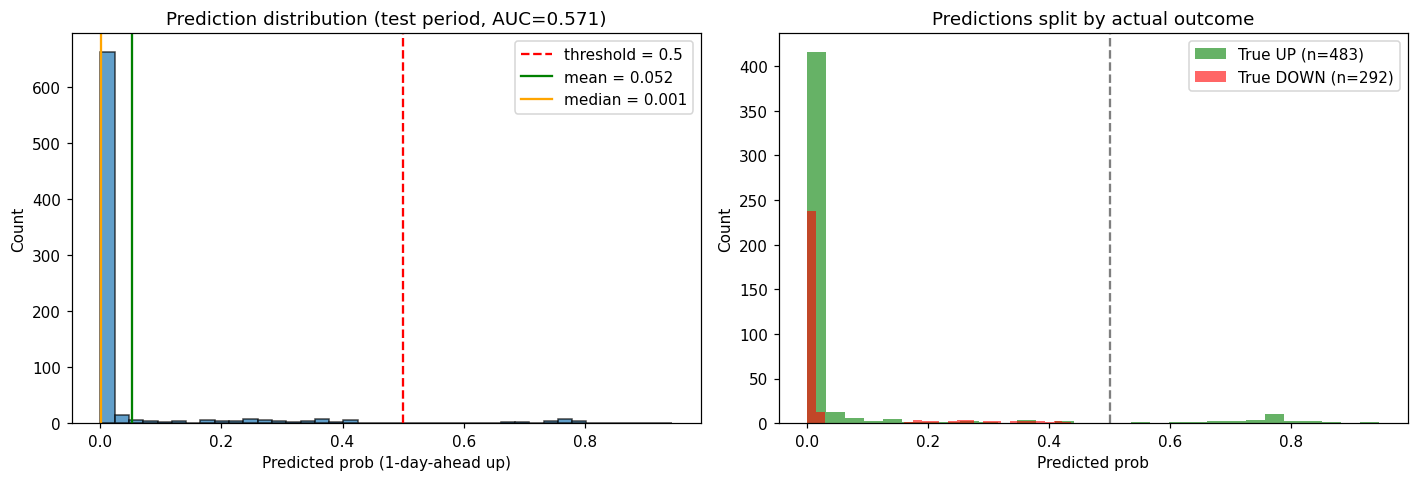 Prediction distribution (test period, AUC=0.571)
threshold = 0.5
mean = 0.052
median = 0.001
600
500
400
300
200
100
0
Count
0.0 0.2 0.4 0.6 0.8
Predicted prob (1-day-ahead up)
Predictions split by actual outcome
True UP (n=483)
True DOWN (n=292)
400
350
300
250
200
150
100
50
0
Count
0.0 0.2 0.4 0.6 0.8
Predicted prob